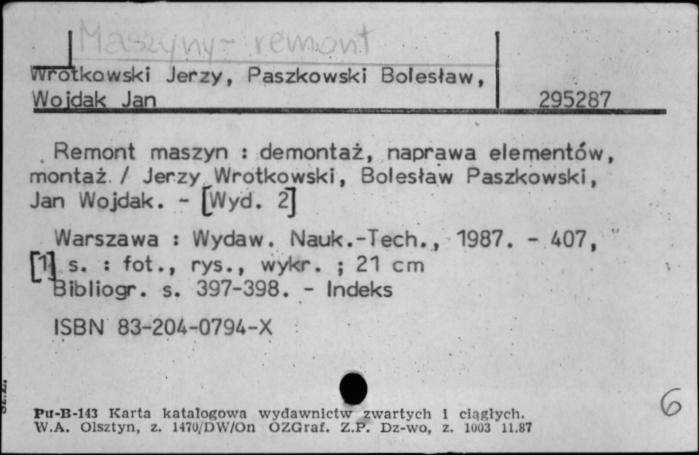 Maszyny - remont
Wrotkowski Jerzy, Paszkowski Bolesław,
Wojdak Jan 295287
Remont maszyn : demontaż, naprawa elementów,
montaż. / Jerzy Wrotkowski, Bolesław Paszkowski,
Jan Wojdak. - [Wyd. 2]
Warszawa : Wydaw. Nauk.-Tech., 1987. - 407,
[1] s. : fot., rys., wykr. ; 21 cm
Bibliogr. s. 397-398. - Indeks
ISBN 83-204-0794-X
Pu-B-143 Karta katalogowa wydawnictw zwartych i ciągłych.
W.A. Olsztyn, z. 1470/DW/On OZGraf. Z.P. Dz-wo, z. 1003 11.87
6